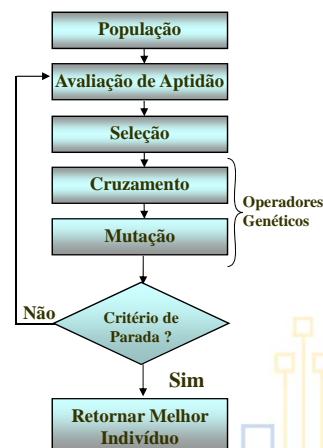 População
Avaliação de Aptidão
Seleção
Cruzamento
Operadores
Genéticos
Mutação
Não
Critério de
Parada ?
Sim
Retornar Melhor
Indivíduo